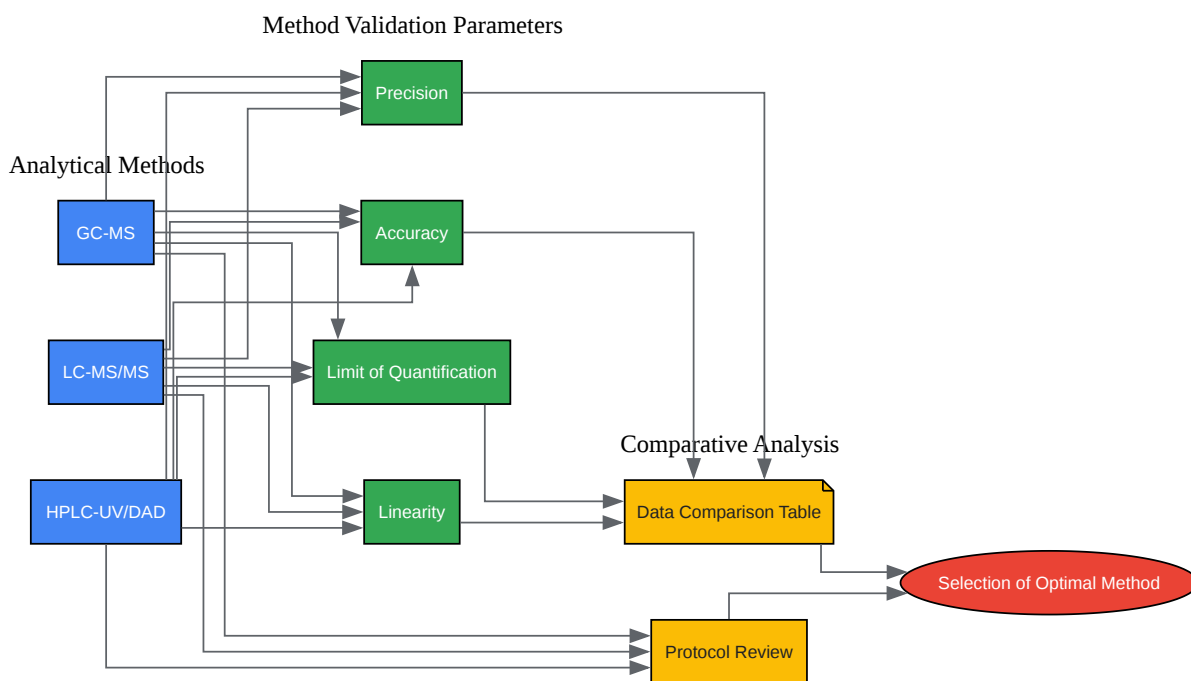 Method Validation Parameters
Precision
Analytical Methods
GC-MS
Accuracy
LC-MS/MS
Limit of Quantification
Comparative Analysis
HPLC-UV/DAD
Linearity
Data Comparison Table
Selection of Optimal Method
Protocol Review